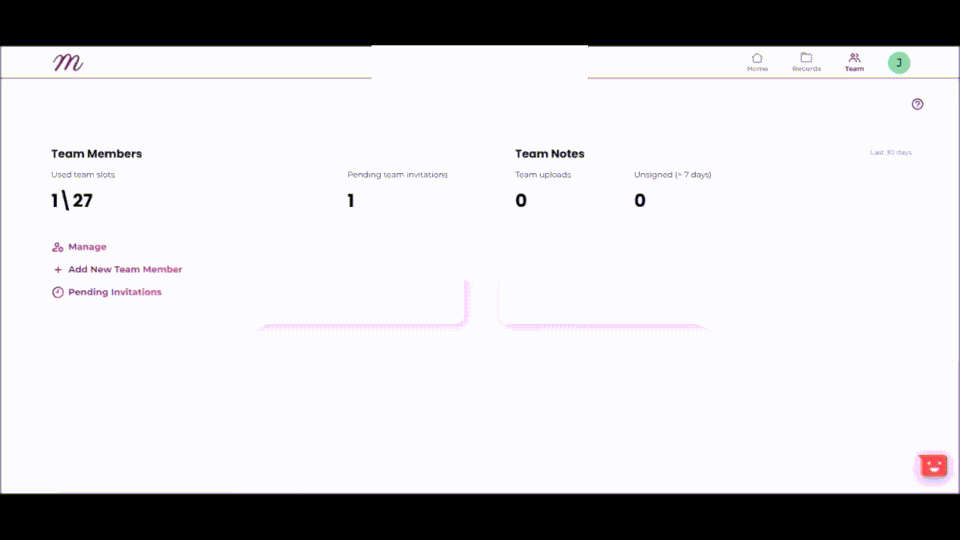 m
Home
Records
Team
J
Team Members
Used team slots
1\27
Pending team invitations
1
Manage
Add New Team Member
Pending Invitations
Team Notes
Last 30 days
Team uploads
0
Unsigned (> 7 days)
0